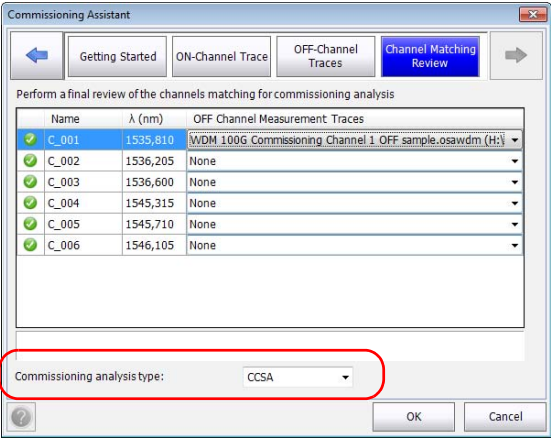 Commissioning Assistant
Getting Started
ON-Channel Trace
OFF-Channel
Traces
Channel Matching
Review
Perform a final review of the channels matching for commissioning analysis
Name λ (nm) OFF Channel Measurement Traces
C_001 1535,810 WDM 100G Commissioning Channel 1 OFF sample.osawdm (H:\
C_002 1536,205 None
C_003 1536,600 None
C_004 1545,315 None
C_005 1545,710 None
C_006 1546,105 None
Commissioning analysis type: CCSA
? OK Cancel